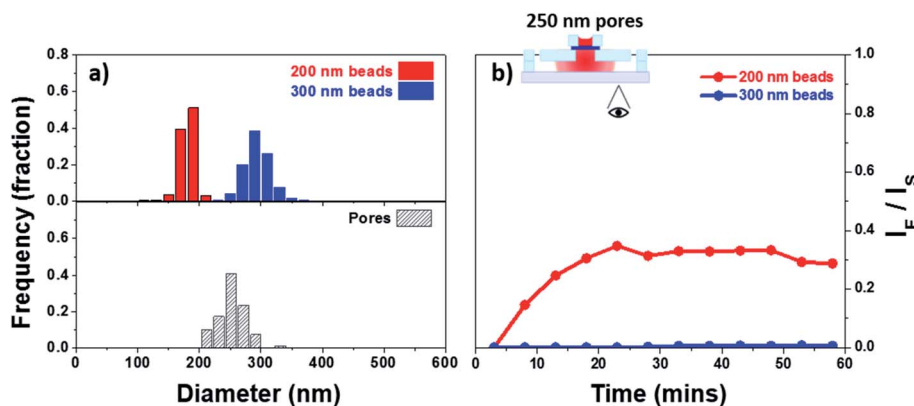 250 nm pores
a)
200 nm beads
300 nm beads
0.8
0.6
0.4
0.2
0.0
Pores
0.4
0.2
0.0
0 100 200 300 400 500 600
Frequency (fraction)
Diameter (nm)
b)
200 nm beads
300 nm beads
1.0
0.8
0.6
0.4
0.2
0.0
0 10 20 30 40 50 60
I_F / I_S
Time (mins)